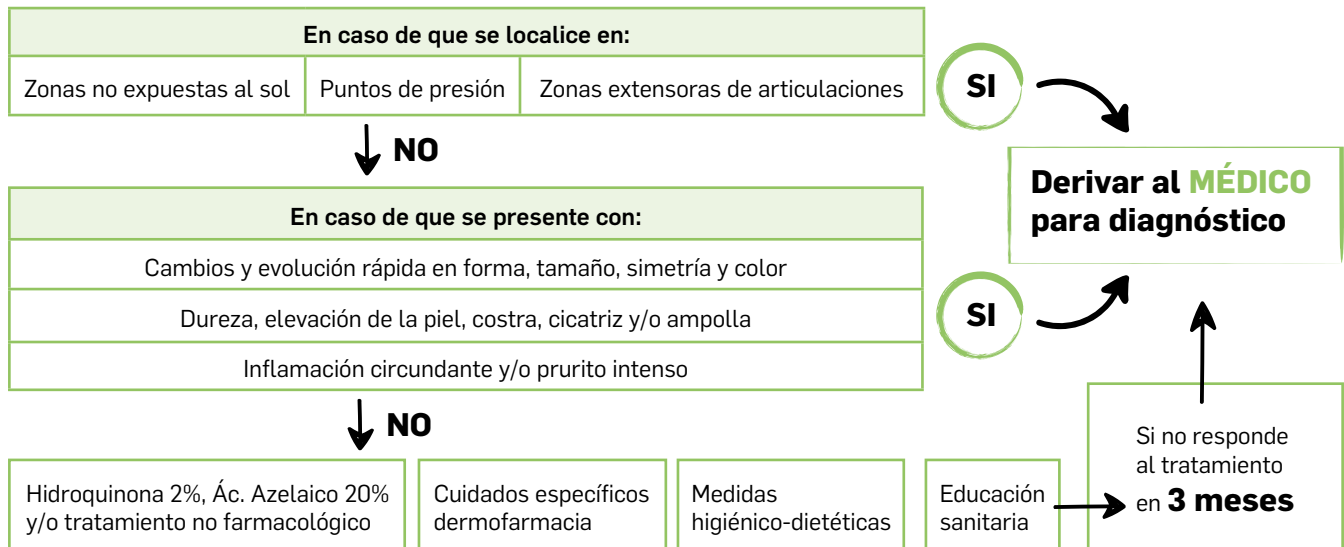 En caso de que se localice en:
Zonas no expuestas al sol
Puntos de presión
Zonas extensoras de articulaciones
SI
NO
Derivar al MÉDICO
para diagnóstico
En caso de que se presente con:
Cambios y evolución rápida en forma, tamaño, simetría y color
Dureza, elevación de la piel, costra, cicatriz y/o ampolla
Inflamación circundante y/o prurito intenso
SI
NO
Hidroquinona 2%, Ác. Azelaico 20%
y/o tratamiento no farmacológico
Cuidados específicos
dermofarmacia
Medidas
higiénico-dietéticas
Educación
sanitaria
Si no responde
al tratamiento
en 3 meses